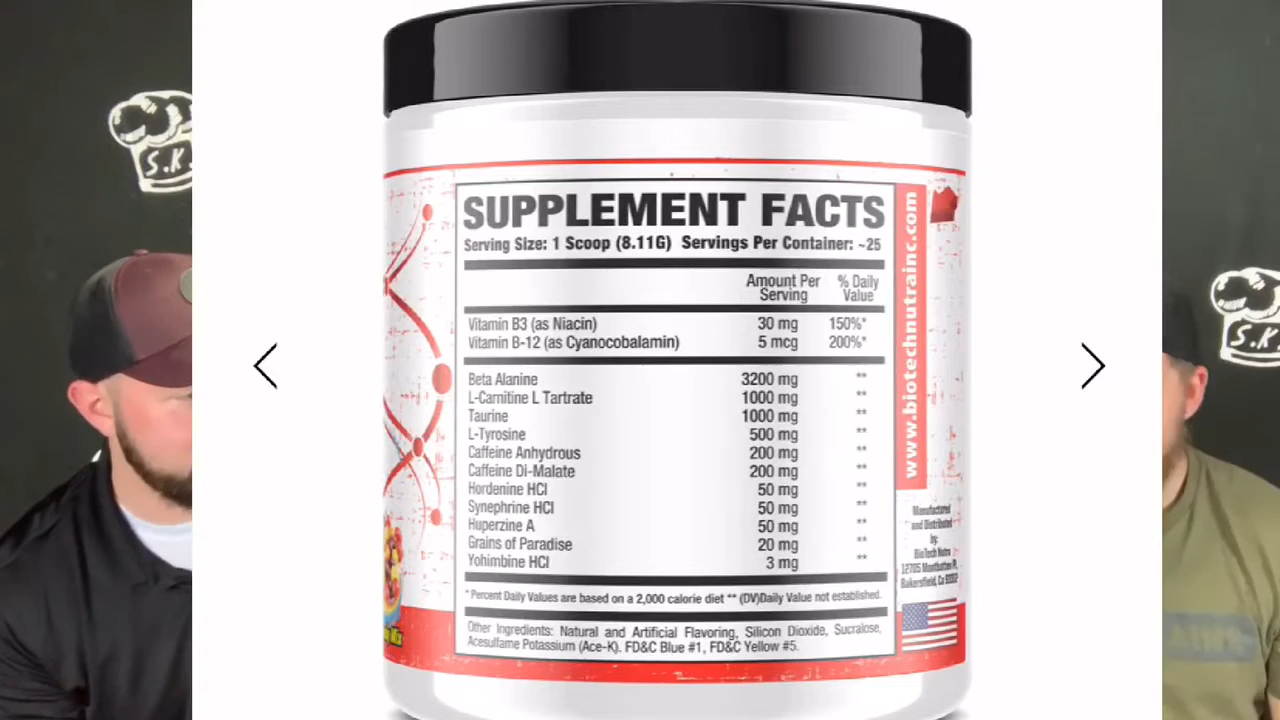 S.K.
SUPPLEMENT FACTS
Serving Size: 1 Scoop (8.11G) Servings Per Container: ~25
Amount Per Serving % Daily Value
Vitamin B3 (as Niacin) 30 mg 150%*
Vitamin B-12 (as Cyanocobalamin) 5 mcg 200%*
Beta Alanine 3200 mg **
L-Carnitine L Tartrate 1000 mg **
Taurine 1000 mg **
L-Tyrosine 500 mg **
Caffeine Anhydrous 200 mg **
Caffeine Di-Malate 200 mg **
Hordenine HCl 50 mg **
Synephrine HCl 50 mg **
Huperzine A 50 mg **
Grains of Paradise 20 mg **
Yohimbine HCl 3 mg **
* Percent Daily Values are based on a 2,000 calorie diet ** (DV)Daily Value not established.
Other Ingredients: Natural and Artificial Flavoring, Silicon Dioxide, Sucralose,
Acesulfame Potassium (Ace-K). FD&C Blue #1, FD&C Yellow #5.
www.biotechnutrainc.com
Manufactured
and Distributed
by:
BioTech Nutra
Bakersfield, Ca
Mix
S.K.